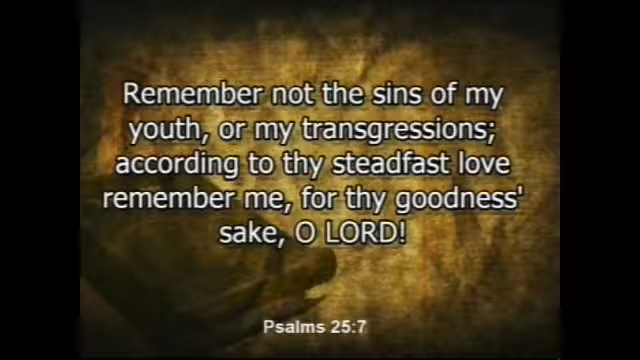 Remember not the sins of my
youth, or my transgressions;
according to thy steadfast love
remember me, for thy goodness'
sake, O LORD!
Psalms 25:7